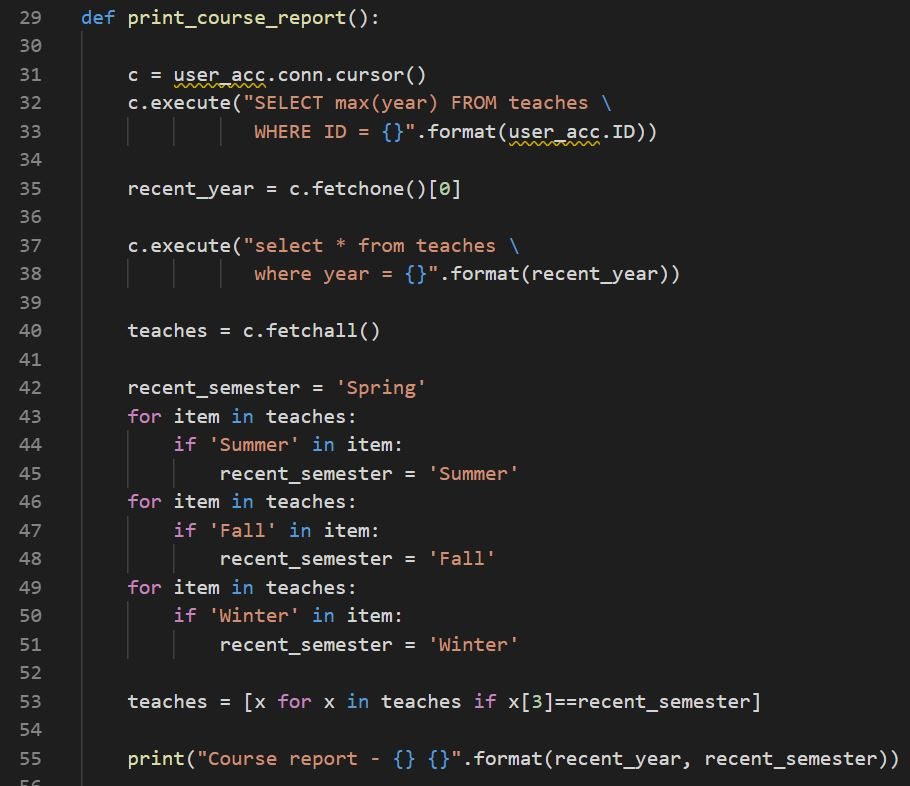 29 def print_course_report():
30
31     c = user_acc.conn.cursor()
32     c.execute("SELECT max(year) FROM teaches \
33                WHERE ID = {}".format(user_acc.ID))
34
35     recent_year = c.fetchone()[0]
36
37     c.execute("select * from teaches \
38                where year = {}".format(recent_year))
39
40     teaches = c.fetchall()
41
42     recent_semester = 'Spring'
43     for item in teaches:
44         if 'Summer' in item:
45             recent_semester = 'Summer'
46     for item in teaches:
47         if 'Fall' in item:
48             recent_semester = 'Fall'
49     for item in teaches:
50         if 'Winter' in item:
51             recent_semester = 'Winter'
52
53     teaches = [x for x in teaches if x[3]==recent_semester]
54
55     print("Course report - {} {}".format(recent_year, recent_semester))